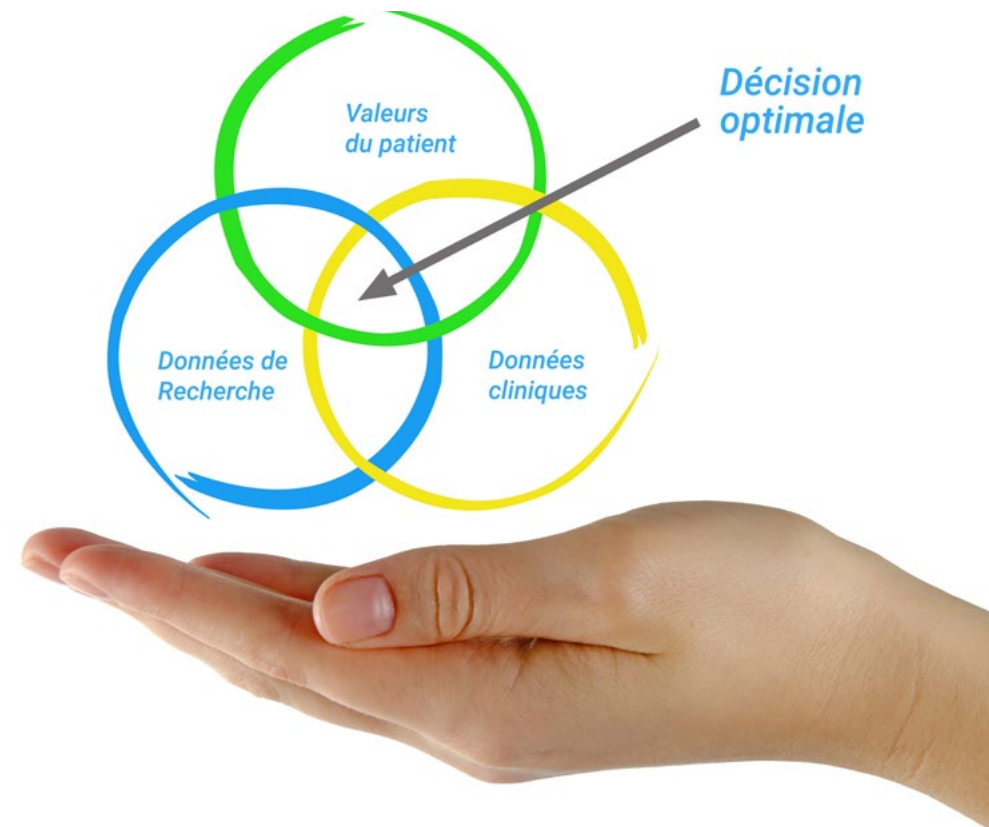 Valeurs
du patient
Décision
optimale
Données de
Recherche
Données
cliniques